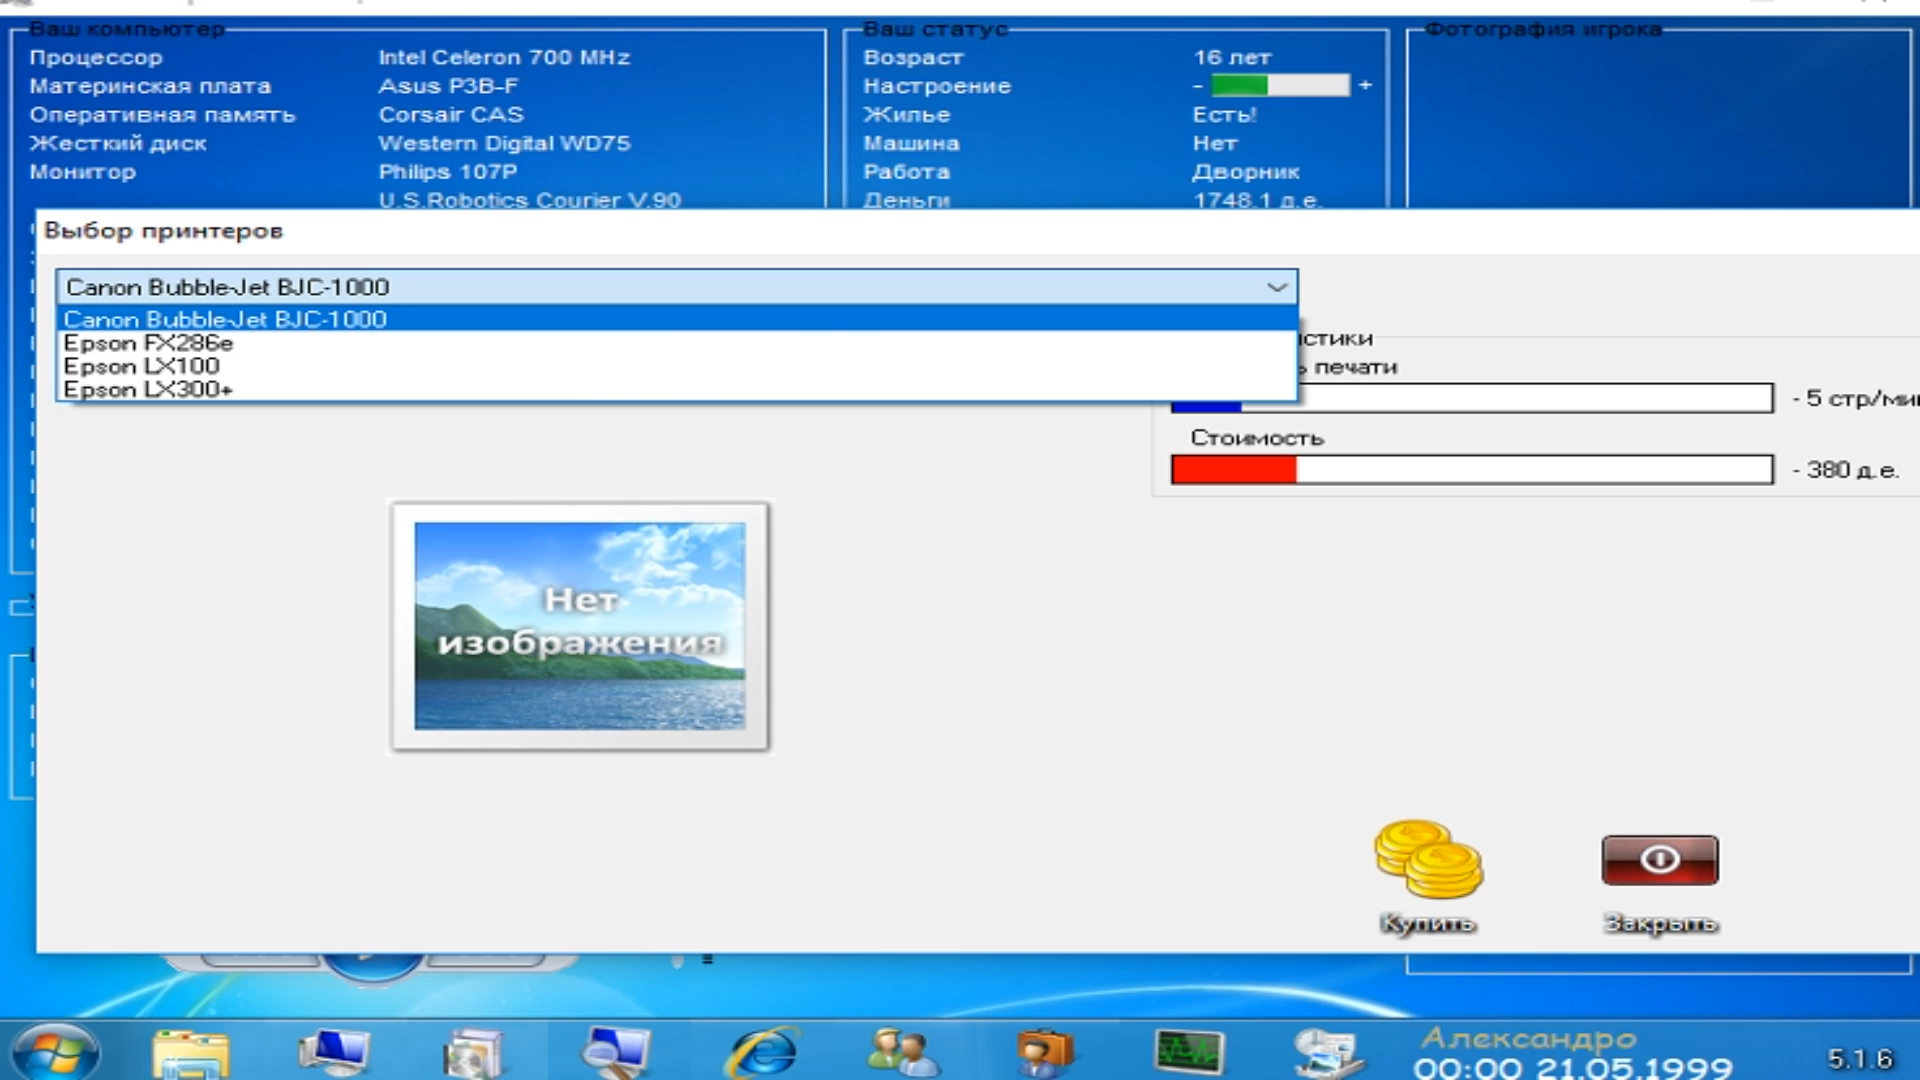 Ваш компьютер
Процессор Intel Celeron 700 MHz
Материнская плата Asus P3B-F
Оперативная память Corsair CAS
Жесткий диск Western Digital WD75
Монитор Philips 107P
U.S.Robotics Courier V.90
Ваш статус
Возраст 16 лет
Настроение - +
Жилье Есть!
Машина Нет
Работа Дворник
Деньги 1748.1 д.е.
Фотография игрока
Выбор принтеров
Canon Bubble-Jet BJC-1000
Canon Bubble-Jet BJC-1000
Epson FX286e
Epson LX100
Epson LX300+
печати
- 5 стр/ми
Стоимость
- 380 д.е.
Нет
изображения
Купить
Закрыть
Александро
00:00 21.05.1999
5.1.6